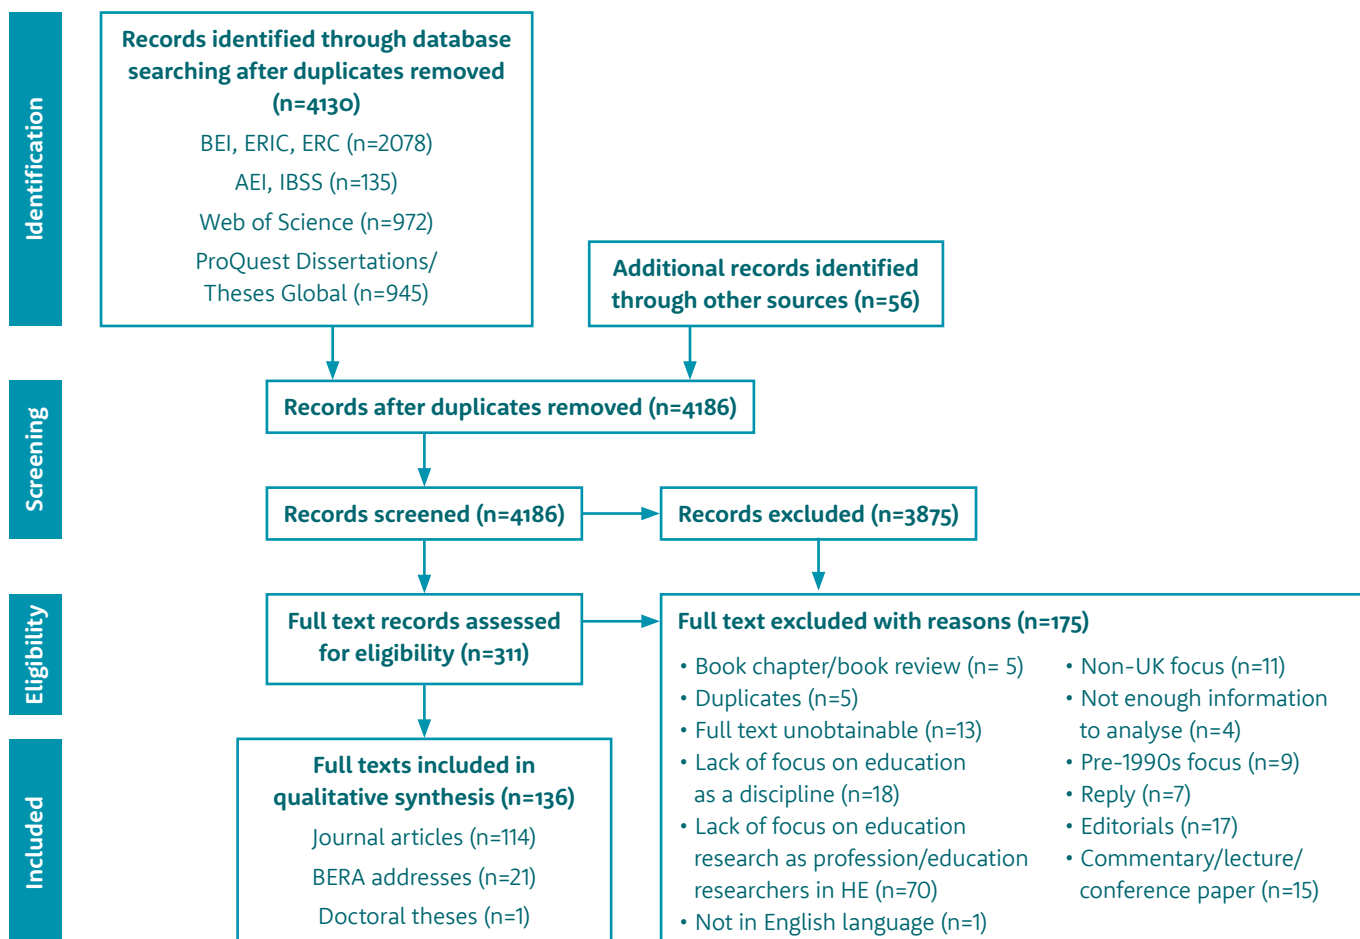 Identification
Records identified through database
searching after duplicates removed
(n=4130)
BEI, ERIC, ERC (n=2078)
AEI, IBSS (n=135)
Web of Science (n=972)
ProQuest Dissertations/
Theses Global (n=945)
Additional records identified
through other sources (n=56)
Screening
Records after duplicates removed (n=4186)
Records screened (n=4186)
Records excluded (n=3875)
Eligibility
Full text records assessed
for eligibility (n=311)
Full text excluded with reasons (n=175)
• Book chapter/book review (n= 5)
• Duplicates (n=5)
• Full text unobtainable (n=13)
• Lack of focus on education
as a discipline (n=18)
• Lack of focus on education
research as profession/education
researchers in HE (n=70)
• Not in English language (n=1)
• Non-UK focus (n=11)
• Not enough information
to analyse (n=4)
• Pre-1990s focus (n=9)
• Reply (n=7)
• Editorials (n=17)
• Commentary/lecture/
conference paper (n=15)
Included
Full texts included in
qualitative synthesis (n=136)
Journal articles (n=114)
BERA addresses (n=21)
Doctoral theses (n=1)